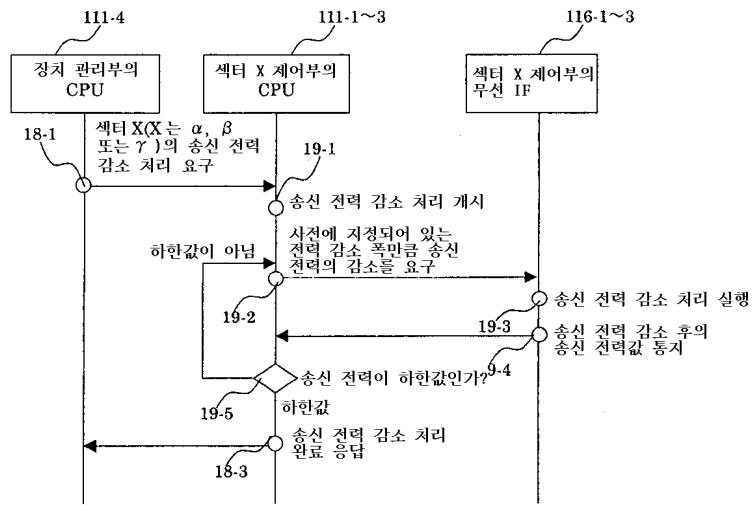 111-4
111-1~3
116-1~3
장치 관리부의
CPU
섹터 X 제어부의
CPU
섹터 X 제어부의
무선 IF
섹터 X(X 는 α, β
또는 γ )의 송신 전력
감소 처리 요구
18-1
19-1
송신 전력 감소 처리 개시
하한값이 아님
사전에 지정되어 있는
전력 감소 폭만큼 송신
전력의 감소를 요구
19-2
19-3
송신 전력 감소 처리 실행
송신 전력 감소 후의
송신 전력값 통지
9-4
송신 전력이 하한값인가?
19-5
하한값
송신 전력 감소 처리
완료 응답
18-3